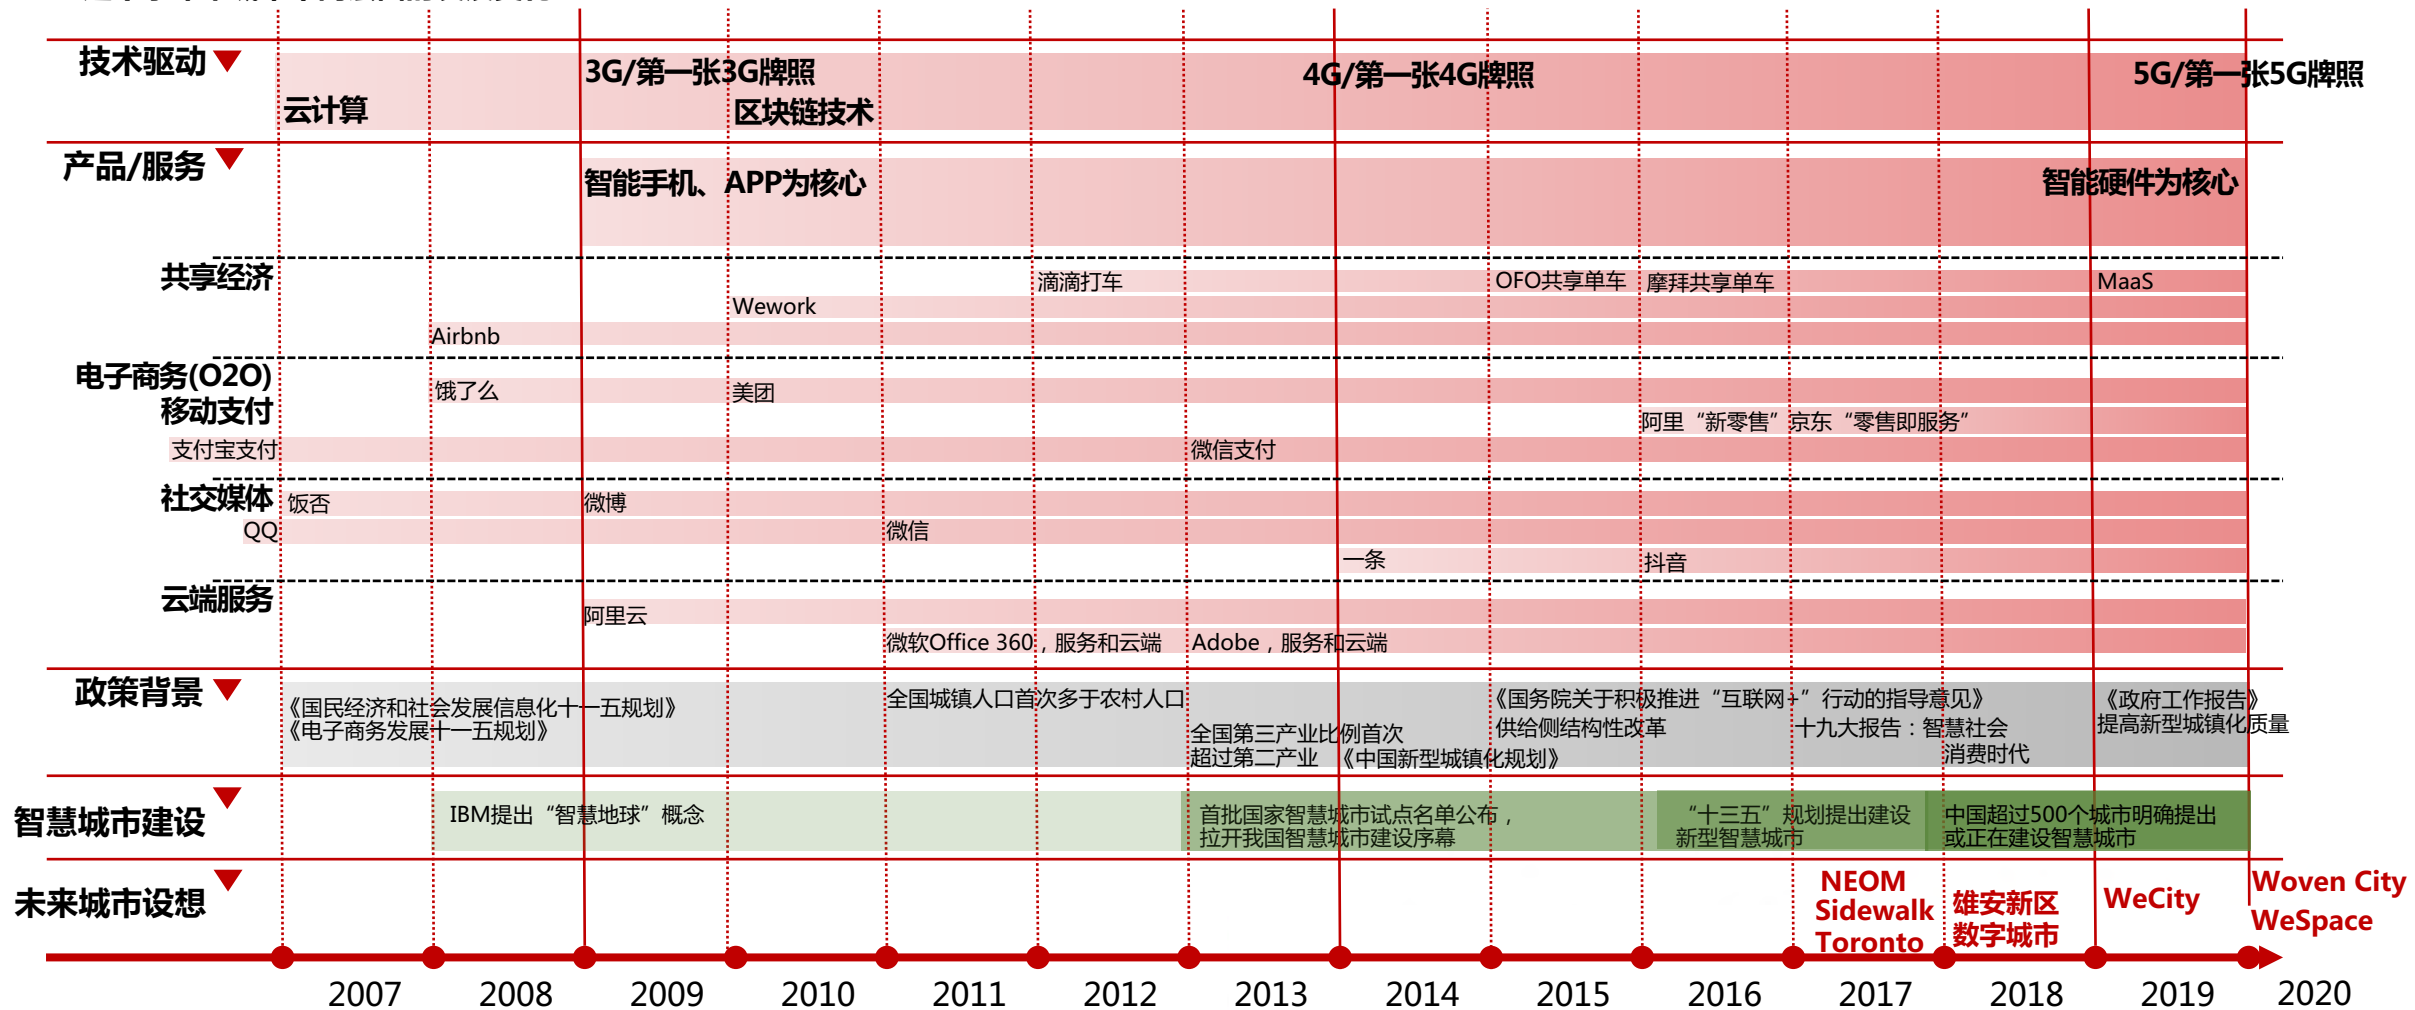 技术驱动
3G/第一张3G牌照
4G/第一张4G牌照
5G/第一张5G牌照
云计算
区块链技术
产品/服务
智能手机、APP为核心
智能硬件为核心
共享经济
滴滴打车
OFO共享单车
摩拜共享单车
MaaS
Wework
Airbnb
电子商务(O2O)
移动支付
饿了么
美团
阿里“新零售”
京东“零售即服务”
支付宝支付
微信支付
社交媒体
饭否
微博
QQ
微信
一条
抖音
云端服务
阿里云
微软Office 360，服务和云端
Adobe，服务和云端
政策背景
《国民经济和社会发展信息化十一五规划》
《电子商务发展十一五规划》
全国城镇人口首次多于农村人口
全国第三产业比例首次
超过第二产业
《中国新型城镇化规划》
《国务院关于积极推进“互联网+”行动的指导意见》
供给侧结构性改革
十九大报告：智慧社会
消费时代
《政府工作报告》
提高新型城镇化质量
智慧城市建设
IBM提出“智慧地球”概念
首批国家智慧城市试点名单公布，
拉开我国智慧城市建设序幕
“十三五”规划提出建设
新型智慧城市
中国超过500个城市明确提出
或正在建设智慧城市
未来城市设想
NEOM
Sidewalk
Toronto
雄安新区
数字城市
WeCity
Woven City
WeSpace
2007
2008
2009
2010
2011
2012
2013
2014
2015
2016
2017
2018
2019
2020